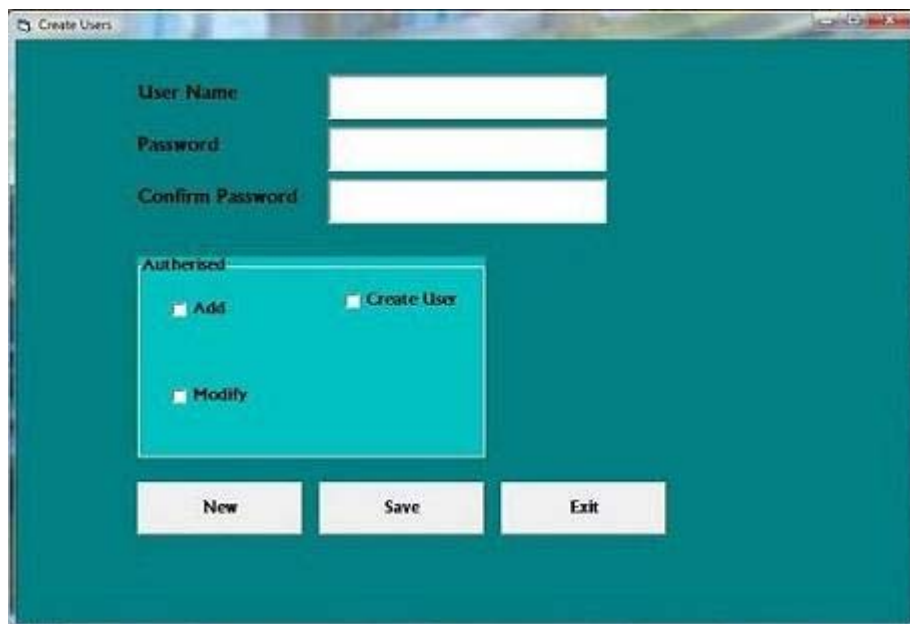 Create Users
User Name
Password
Confirm Password
Autherised
Add
Create User
Modify
New
Save
Exit